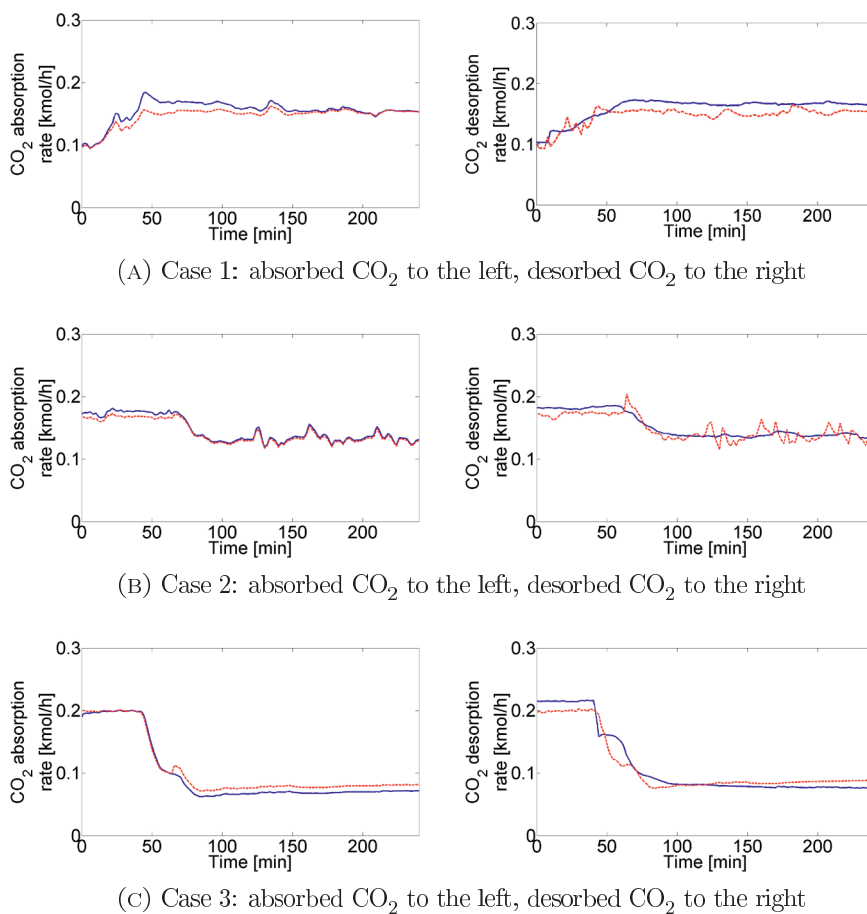 0.3
0.2
0.1
0
0 50 100 150 200
Time [min]
CO2 absorption
rate [kmol/h]
0.3
0.2
0.1
0
0 50 100 150 200
Time [min]
CO2 desorption
rate [kmol/h]
(A) Case 1: absorbed CO2 to the left, desorbed CO2 to the right
0.3
0.2
0.1
0
0 50 100 150 200
Time [min]
CO2 absorption
rate [kmol/h]
0.3
0.2
0.1
0
0 50 100 150 200
Time [min]
CO2 desorption
rate [kmol/h]
(B) Case 2: absorbed CO2 to the left, desorbed CO2 to the right
0.3
0.2
0.1
0
0 50 100 150 200
Time [min]
CO2 absorption
rate [kmol/h]
0.3
0.2
0.1
0
0 50 100 150 200
Time [min]
CO2 desorption
rate [kmol/h]
(C) Case 3: absorbed CO2 to the left, desorbed CO2 to the right